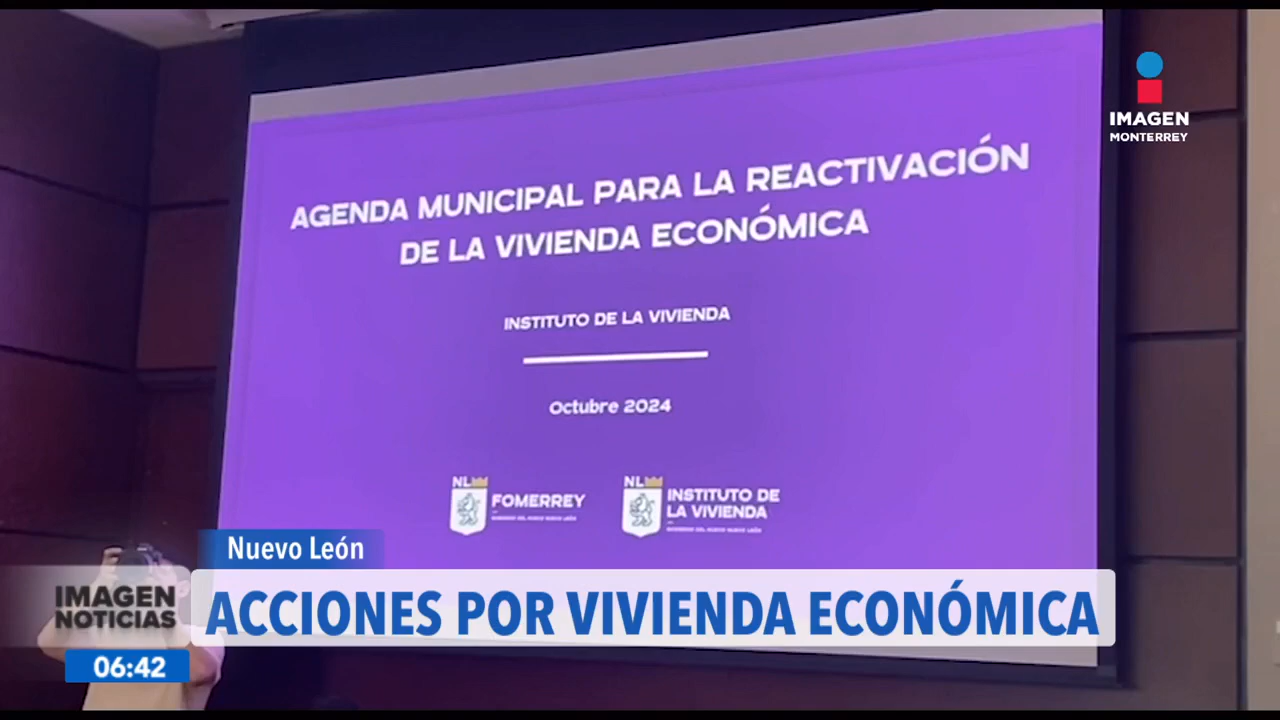 IMAGEN
MONTERREY
AGENDA MUNICIPAL PARA LA REACTIVACIÓN
DE LA VIVIENDA ECONÓMICA
INSTITUTO DE LA VIVIENDA
Octubre 2024
NL
FOMERREY
NL
INSTITUTO DE
LA VIVIENDA
Nuevo León
IMAGEN
NOTICIAS
ACCIONES POR VIVIENDA ECONÓMICA
06:42